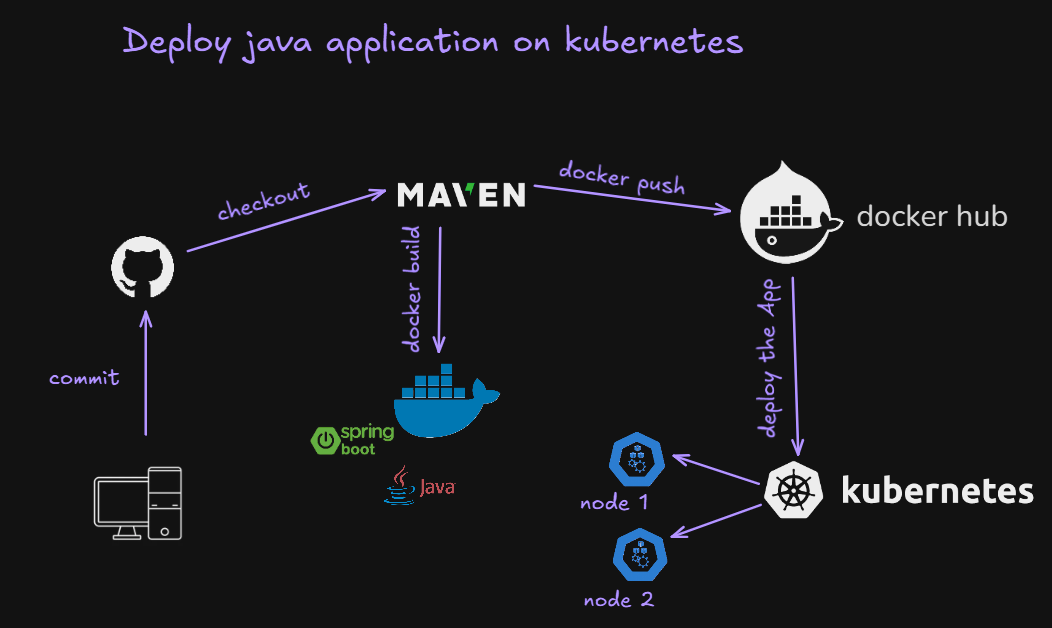 Deploy java application on kubernetes
checkout
MAVEN
docker push
docker hub
docker build
deploy the App
commit
spring
boot
Java
node 1
kubernetes
node 2